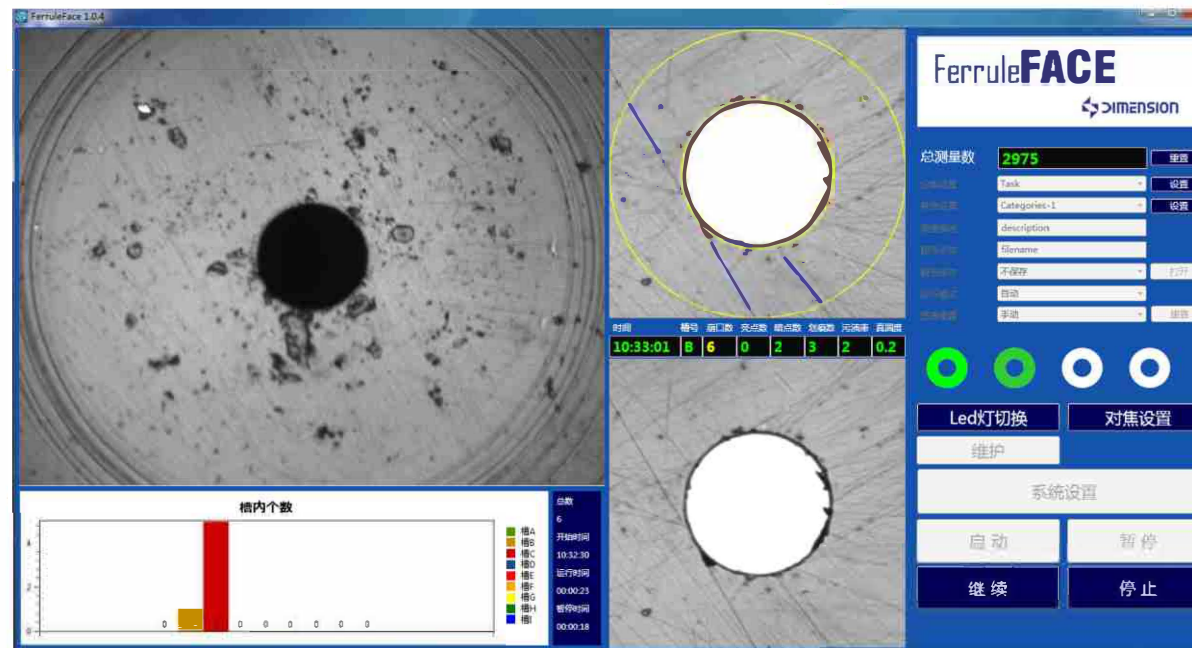 FerruleFace 1.0.4
FerruleFACE
DIMENSION
总测量数 2975 重置
Task 设置
Categories-1 设置
description
filename
不保存 打开
自动
手动
时间 槽号 崩口数 亮点数 暗点数 划痕数 污渍率 真圆度
10:33:01 B 6 0 2 3 2 0.2
Led灯切换 对焦设置
维护
系统设置
启动 暂停
继续 停止
槽内个数
4
2
0
0 0 0 0 0 0 0
槽A
槽B
槽C
槽D
槽E
槽F
槽G
槽H
槽I
总数
6
开始时间
10:32:30
运行时间
00:00:23
暂停时间
00:00:18